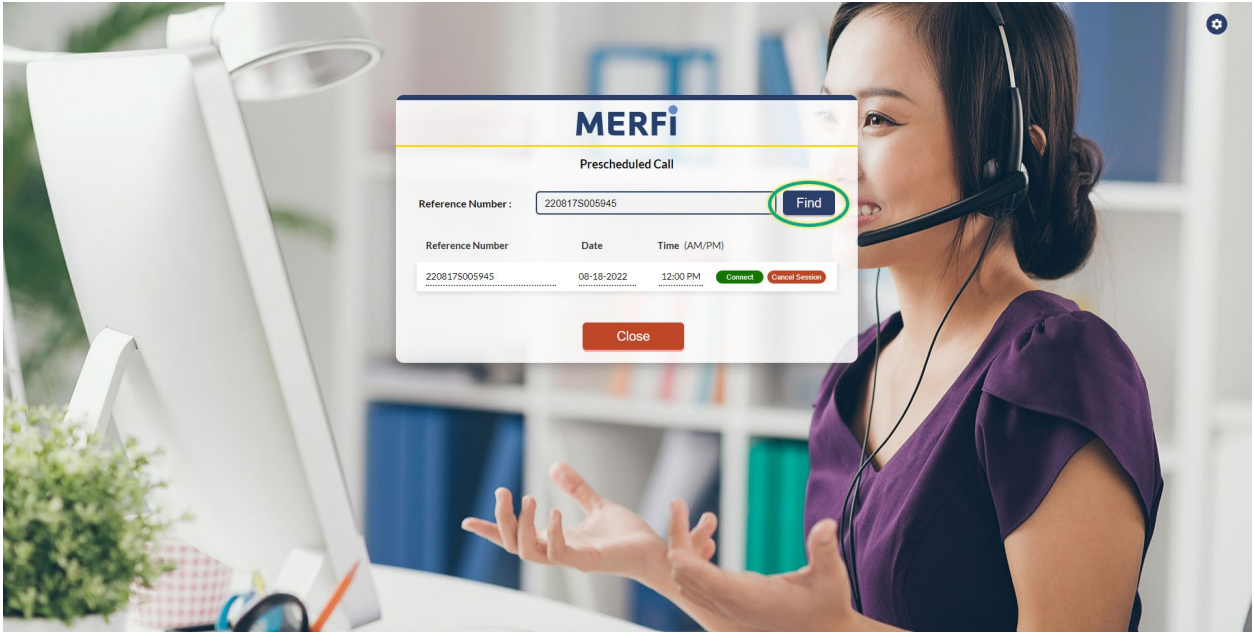 MERFi
Prescheduled Call
Reference Number : 220817S005945 Find
Reference Number Date Time (AM/PM)
220817S005945 08-18-2022 12:00 PM Connect Cancel Session
Close